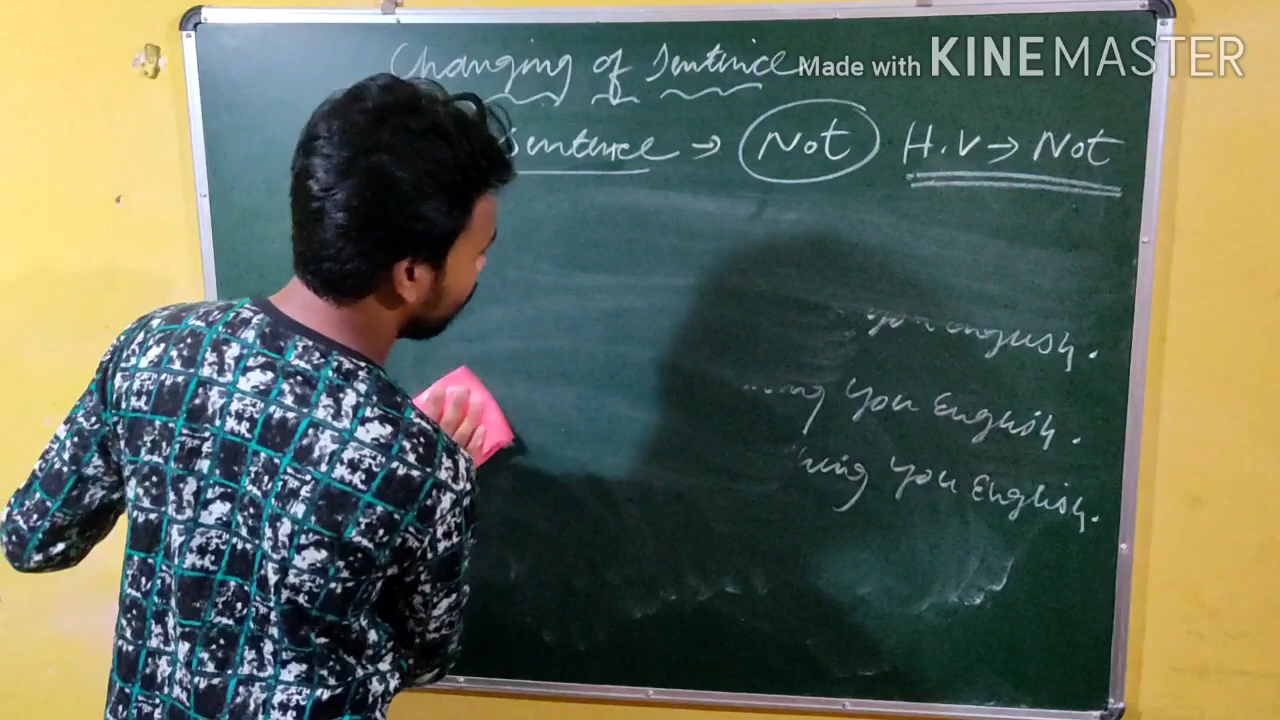 Changing of Sentence
Made with KINEMASTER
Sentence → Not H.V → Not
you english.
you English.
you English.